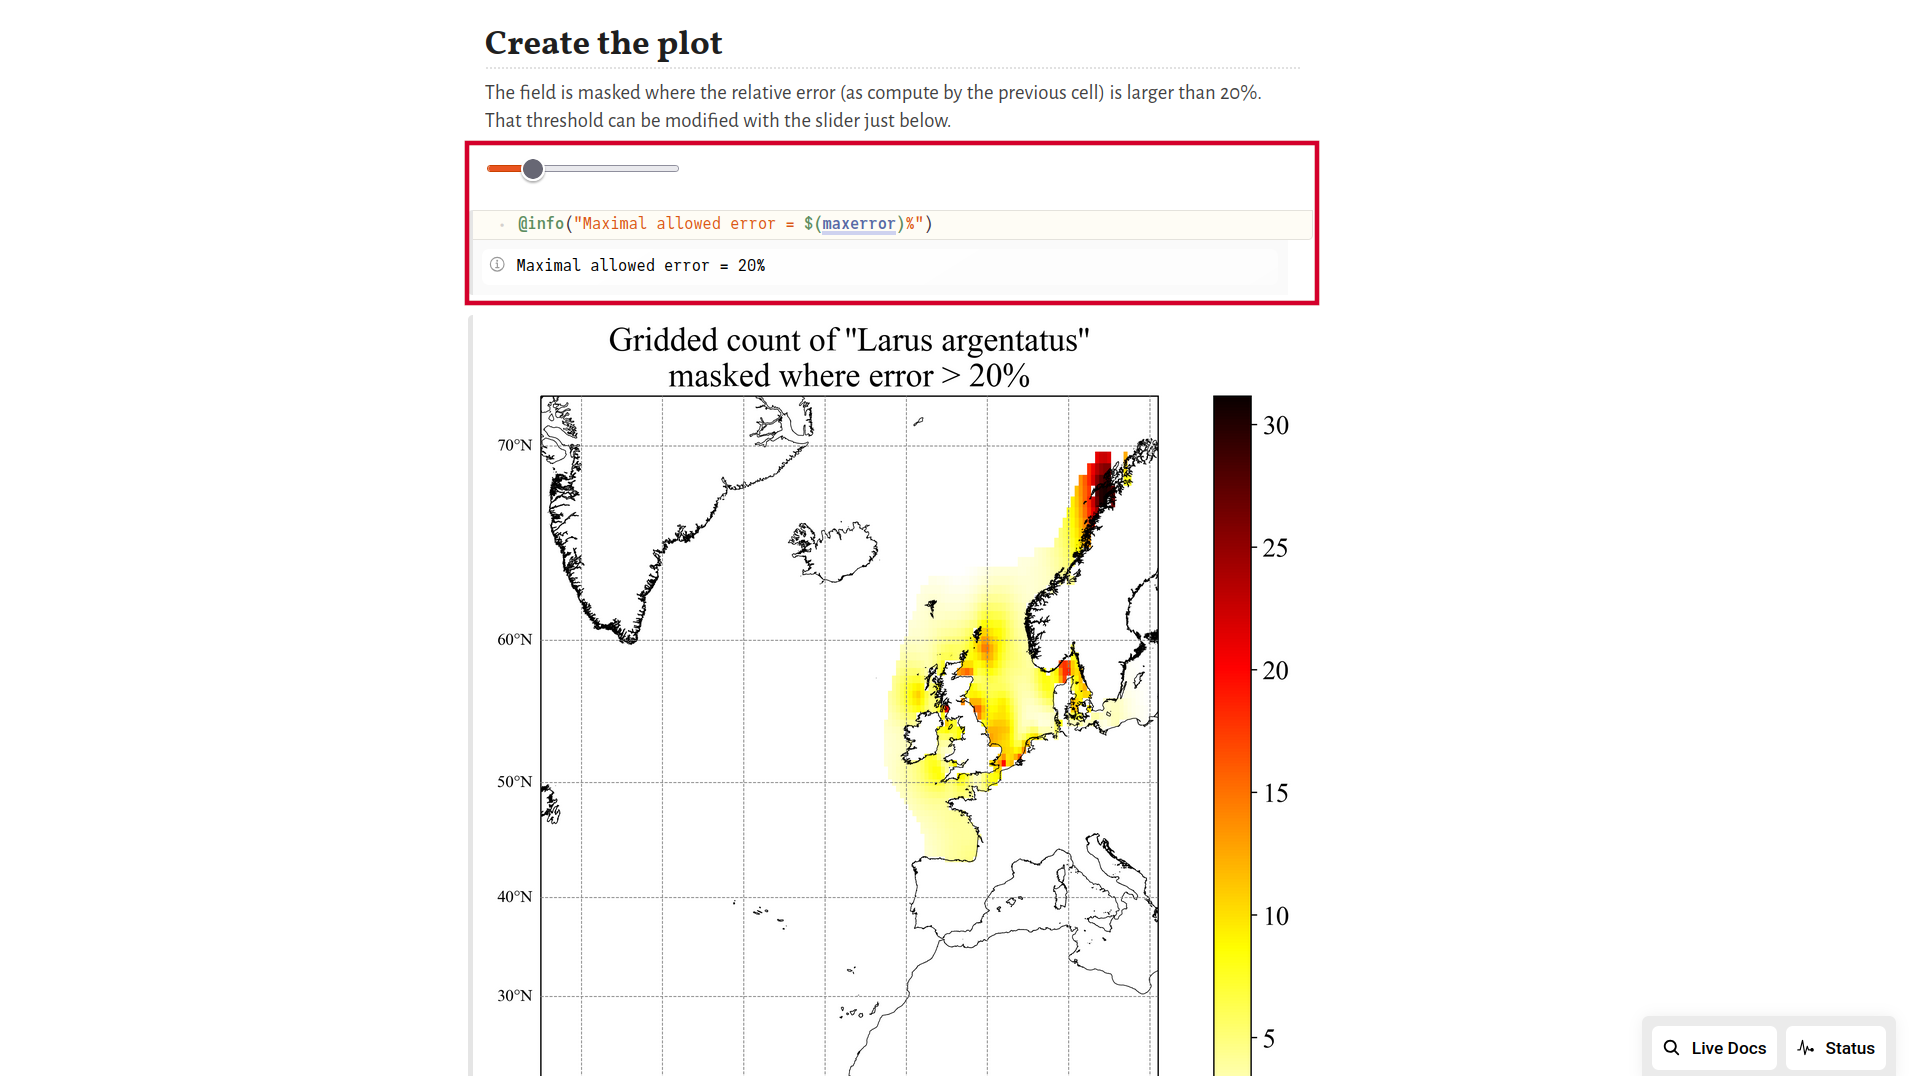 Create the plot
The field is masked where the relative error (as compute by the previous cell) is larger than 20%.
That threshold can be modified with the slider just below.
@info("Maximal allowed error = $(maxerror)%")
Maximal allowed error = 20%
Gridded count of "Larus argentatus"
masked where error > 20%
70°N
60°N
50°N
40°N
30°N
30
25
20
15
10
5
Live Docs
Status